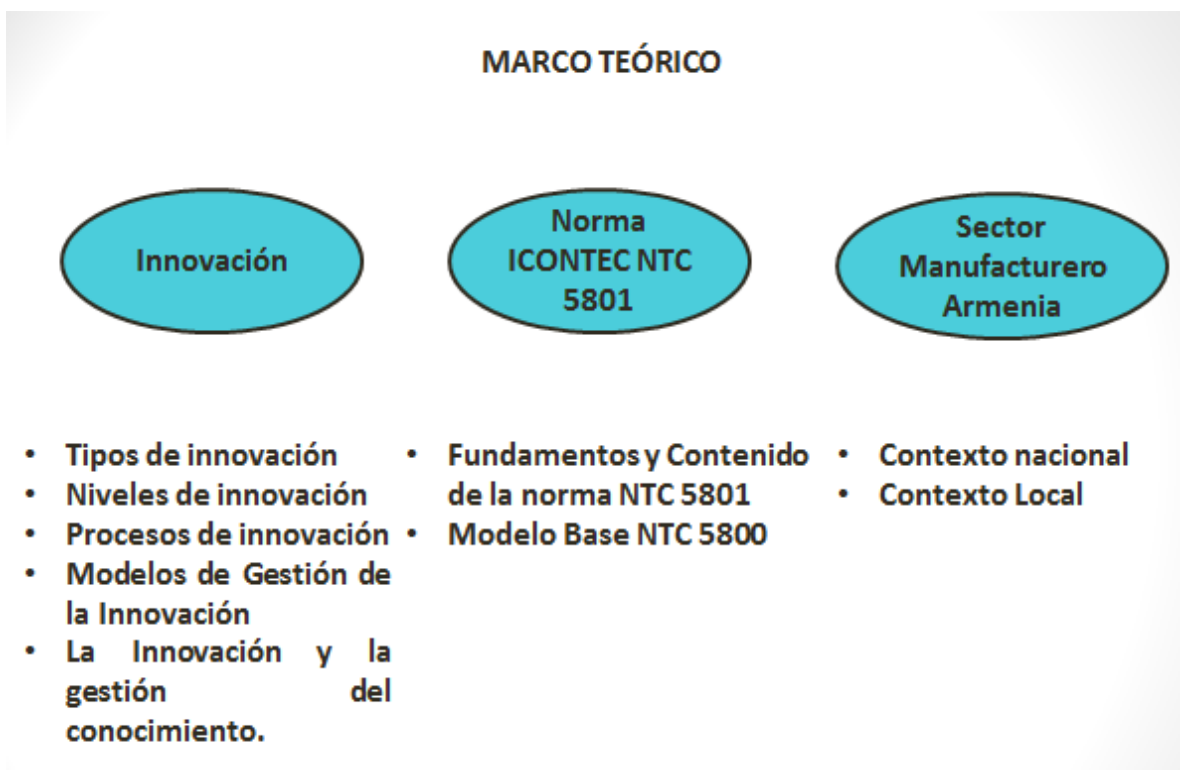 MARCO TEÓRICO
Innovación
Norma
ICONTEC NTC
5801
Sector
Manufacturero
Armenia
• Tipos de innovación
• Niveles de innovación
• Procesos de innovación
• Modelos de Gestión de
la Innovación
• La Innovación y la
gestión del
conocimiento.
• Fundamentos y Contenido
de la norma NTC 5801
• Modelo Base NTC 5800
• Contexto nacional
• Contexto Local